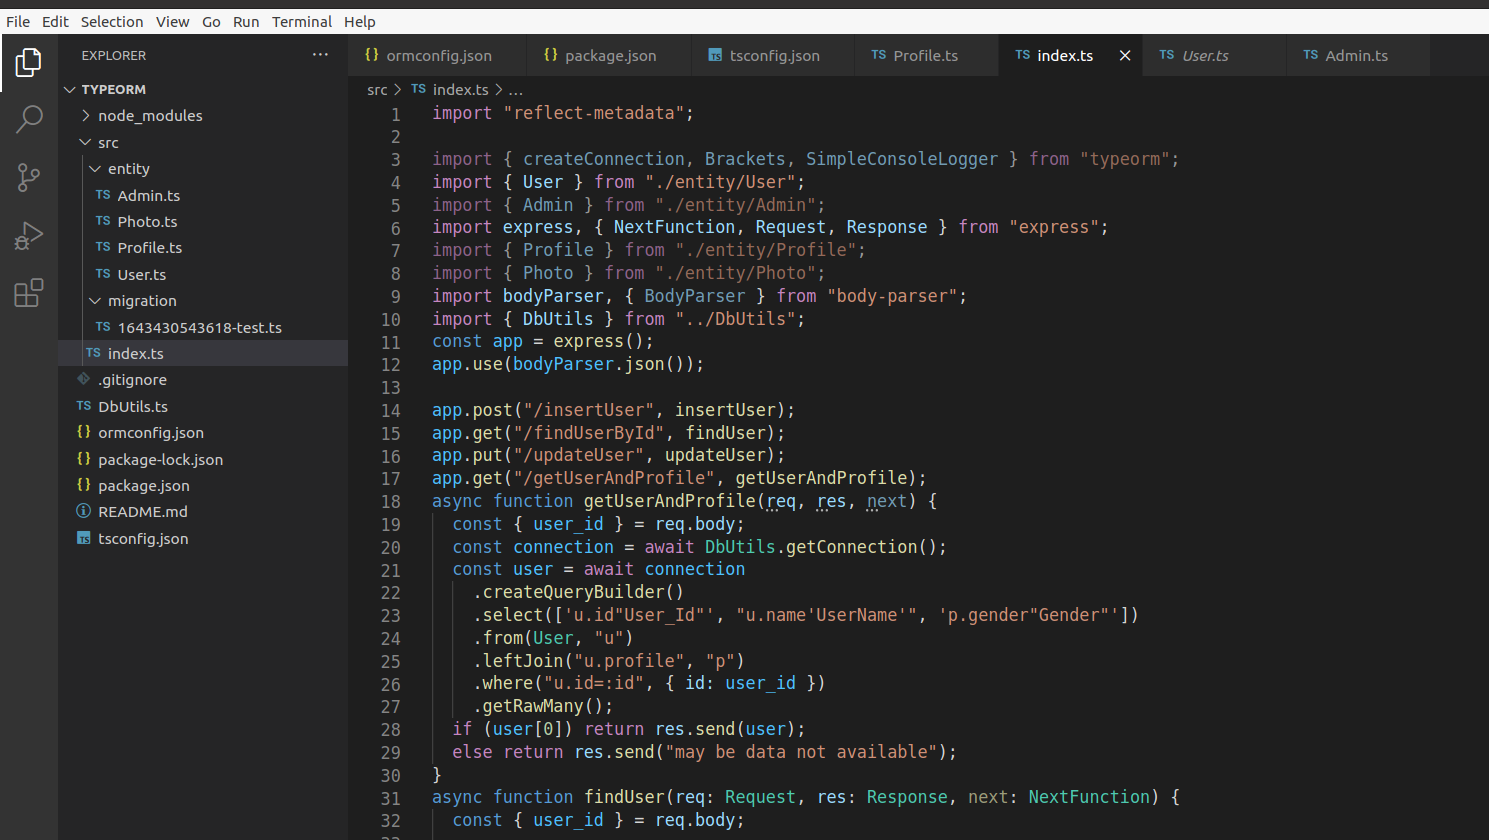 File Edit Selection View Go Run Terminal Help
EXPLORER ...
TYPEORM
node_modules
src
entity
TS Admin.ts
TS Photo.ts
TS Profile.ts
TS User.ts
migration
TS 1643430543618-test.ts
TS index.ts
.gitignore
TS DbUtils.ts
{} ormconfig.json
{} package-lock.json
{} package.json
README.md
TS tsconfig.json
{} ormconfig.json {} package.json TS tsconfig.json TS Profile.ts TS index.ts × TS User.ts TS Admin.ts
src > TS index.ts > ...
1 import "reflect-metadata";
2
3 import { createConnection, Brackets, SimpleConsoleLogger } from "typeorm";
4 import { User } from "./entity/User";
5 import { Admin } from "./entity/Admin";
6 import express, { NextFunction, Request, Response } from "express";
7 import { Profile } from "./entity/Profile";
8 import { Photo } from "./entity/Photo";
9 import bodyParser, { BodyParser } from "body-parser";
10 import { DbUtils } from "../DbUtils";
11 const app = express();
12 app.use(bodyParser.json());
13
14 app.post("/insertUser", insertUser);
15 app.get("/findUserById", findUser);
16 app.put("/updateUser", updateUser);
17 app.get("/getUserAndProfile", getUserAndProfile);
18 async function getUserAndProfile(req, res, next) {
19 const { user_id } = req.body;
20 const connection = await DbUtils.getConnection();
21 const user = await connection
22 .createQueryBuilder()
23 .select(['u.id"User_Id"', "u.name'UserName'", 'p.gender"Gender"'])
24 .from(User, "u")
25 .leftJoin("u.profile", "p")
26 .where("u.id=:id", { id: user_id })
27 .getRawMany();
28 if (user[0]) return res.send(user);
29 else return res.send("may be data not available");
30 }
31 async function findUser(req: Request, res: Response, next: NextFunction) {
32 const { user_id } = req.body;